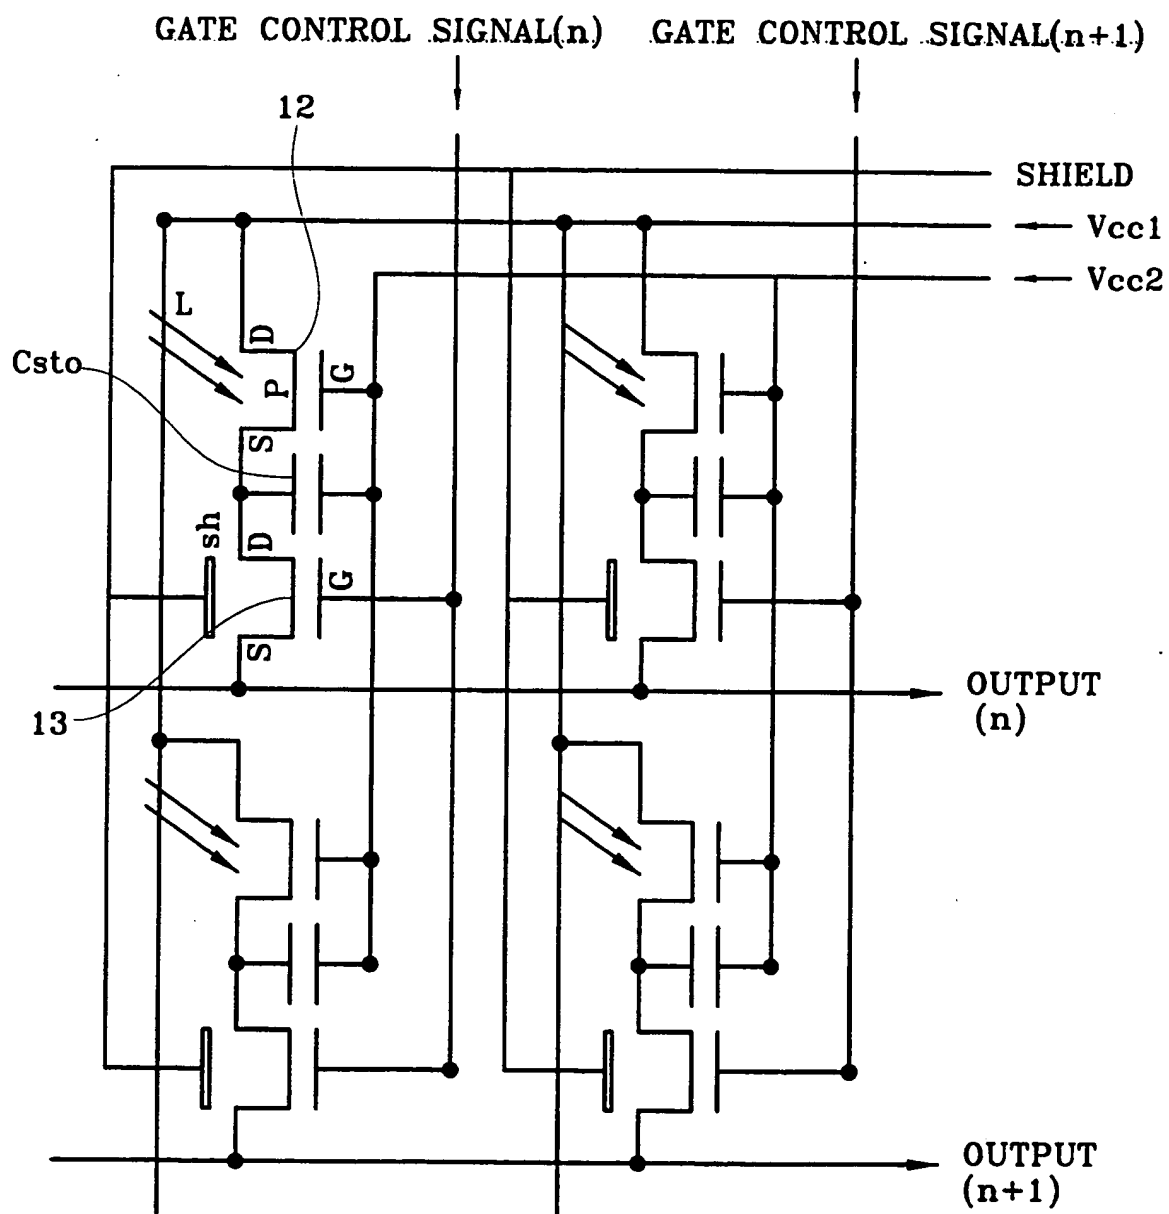 GATE CONTROL SIGNAL(n)
GATE CONTROL SIGNAL(n+1)
12
SHIELD
Vcc1
Vcc2
L
D
Csto
P
G
S
sh
D
G
S
13
OUTPUT
(n)
OUTPUT
(n+1)